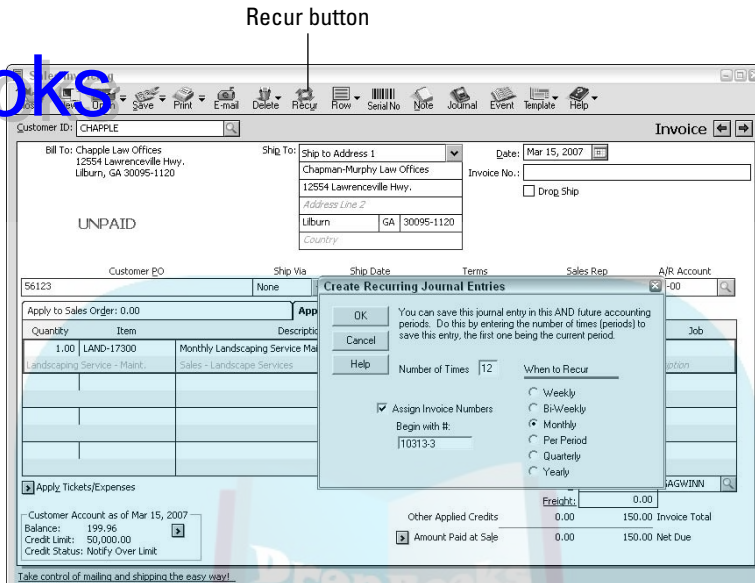 Recur button
oks
Save Print E-mail Delete Recur Row Serial No Note Journal Event Template Help
Customer ID: CHAPPLE
Invoice
Bill To: Chapple Law Offices
12554 Lawrenceville Hwy.
Lilburn, GA 30095-1120
UNPAID
Ship To: Ship to Address 1
Chapman-Murphy Law Offices
12554 Lawrenceville Hwy.
Address Line 2
Lilburn GA 30095-1120
Country
Date: Mar 15, 2007
Invoice No.:
Drop Ship
Customer PO Ship Via Ship Date Terms Sales Rep A/R Account
56123 None -00
Create Recurring Journal Entries
OK
Cancel
Help
You can save this journal entry in this AND future accounting
periods. Do this by entering the number of times (periods) to
save this entry, the first one being the current period.
Number of Times 12
Assign Invoice Numbers
Begin with #:
10313-3
When to Recur
Weekly
Bi-Weekly
Monthly
Per Period
Quarterly
Yearly
Apply to Sales Order: 0.00
Quantity Item Job
1.00 LAND-17300 Monthly Landscaping Service
Landscaping Service - Maint. Sales - Landscape Services
Apply Tickets/Expenses
GAGWINN
Freight: 0.00
Customer Account as of Mar 15, 2007
Balance: 199.96
Credit Limit: 50,000.00
Credit Status: Notify Over Limit
Other Applied Credits 0.00 150.00 Invoice Total
Amount Paid at Sale 0.00 150.00 Net Due
Take control of mailing and shipping the easy way!